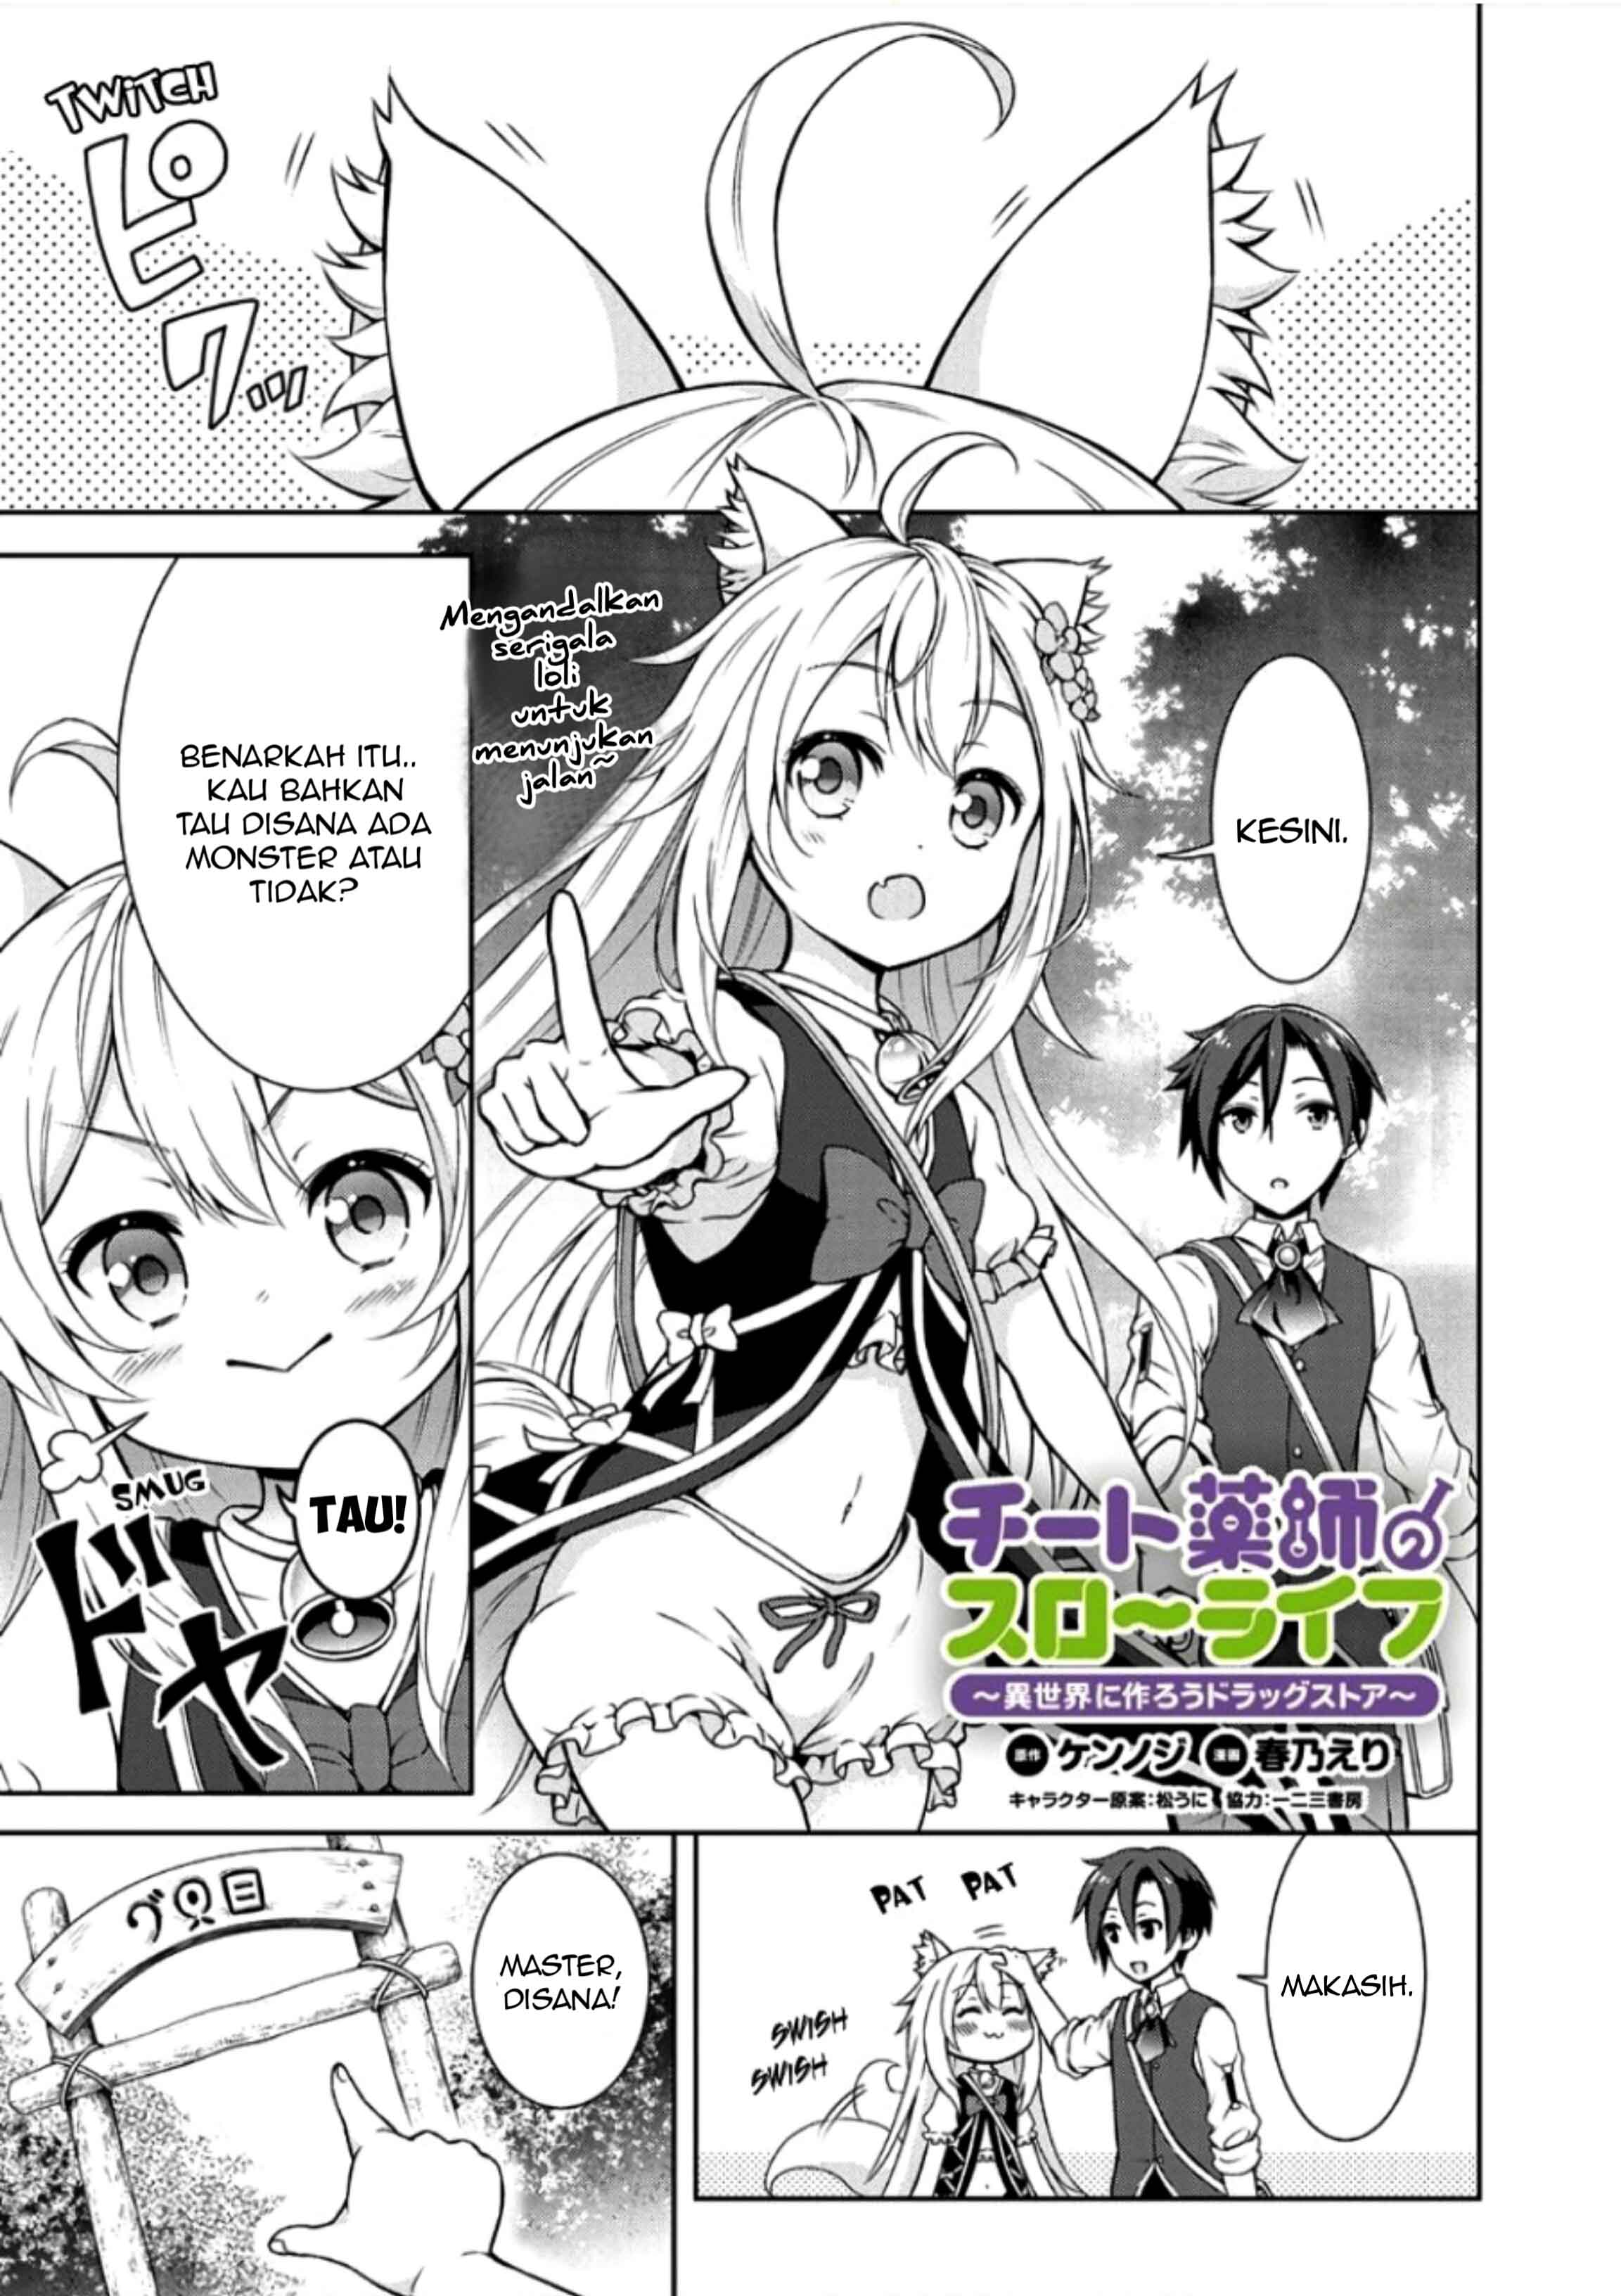 TWITCH
ピクッ
KESINI.
Mengandalkan
serigala
loli
untuk
menunjukan
jalan~
チート薬師の
スローライフ
～異世界に作ろうドラッグストア～
原作 ケンノジ 漫画 春乃えり
キャラクター原案:松うに 協力:一二三書房
BENARKAH ITU..
KAU BAHKAN
TAU DISANA ADA
MONSTER ATAU
TIDAK?
TAU!
SMUG
ドヤ
MAKASIH.
PAT PAT
SWISH
SWISH
MASTER,
DISANA!